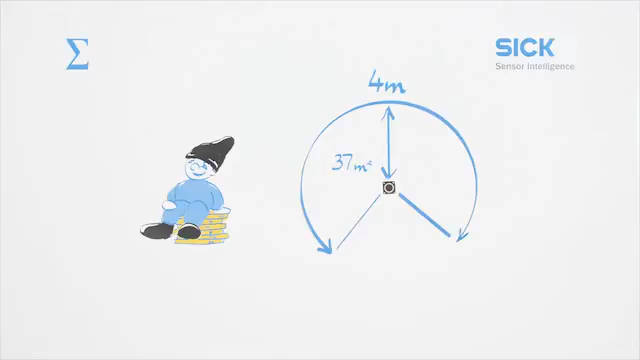 Σ
SICK
Sensor Intelligence
4m
37m²